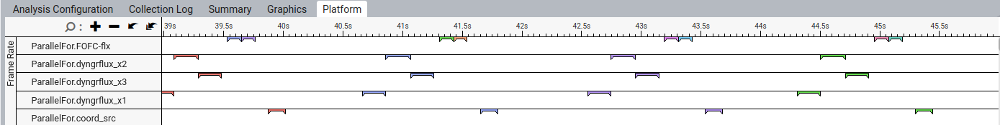 Analysis Configuration Collection Log Summary Graphics Platform
39s 39.5s 40s 40.5s 41s 41.5s 42s 42.5s 43s 43.5s 44s 44.5s 45s 45.5s
Frame Rate
ParallelFor.FOFC-flx
ParallelFor.dyngrflux_x2
ParallelFor.dyngrflux_x3
ParallelFor.dyngrflux_x1
ParallelFor.coord_src